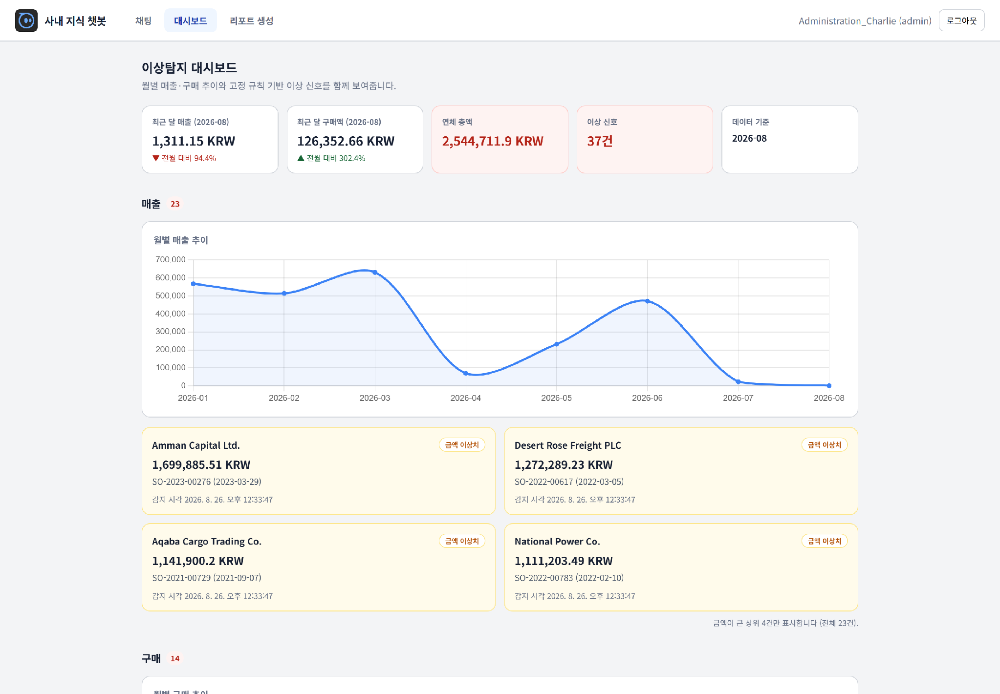 사내 지식 챗봇
채팅
대시보드
리포트 생성
Administration_Charlie (admin)
로그아웃
이상탐지 대시보드
월별 매출·구매 추이와 고정 규칙 기반 이상 신호를 함께 보여줍니다.
최근 달 매출 (2026-08)
1,311.15 KRW
▼ 전월 대비 94.4%
최근 달 구매액 (2026-08)
126,352.66 KRW
▲ 전월 대비 302.4%
연체 총액
2,544,711.9 KRW
이상 신호
37건
데이터 기준
2026-08
매출 23
월별 매출 추이
700,000
600,000
500,000
400,000
300,000
200,000
100,000
0
2026-01 2026-02 2026-03 2026-04 2026-05 2026-06 2026-07 2026-08
Amman Capital Ltd.
금액 이상치
1,699,885.51 KRW
SO-2023-00276 (2023-03-29)
감지 시각 2026. 8. 26. 오후 12:33:47
Desert Rose Freight PLC
금액 이상치
1,272,289.23 KRW
SO-2022-00617 (2022-03-05)
감지 시각 2026. 8. 26. 오후 12:33:47
Aqaba Cargo Trading Co.
금액 이상치
1,141,900.2 KRW
SO-2021-00729 (2021-09-07)
감지 시각 2026. 8. 26. 오후 12:33:47
National Power Co.
금액 이상치
1,111,203.49 KRW
SO-2022-00783 (2022-02-10)
감지 시각 2026. 8. 26. 오후 12:33:47
금액이 큰 상위 4건만 표시합니다 (전체 23건).
구매 14
월별 구매 추이